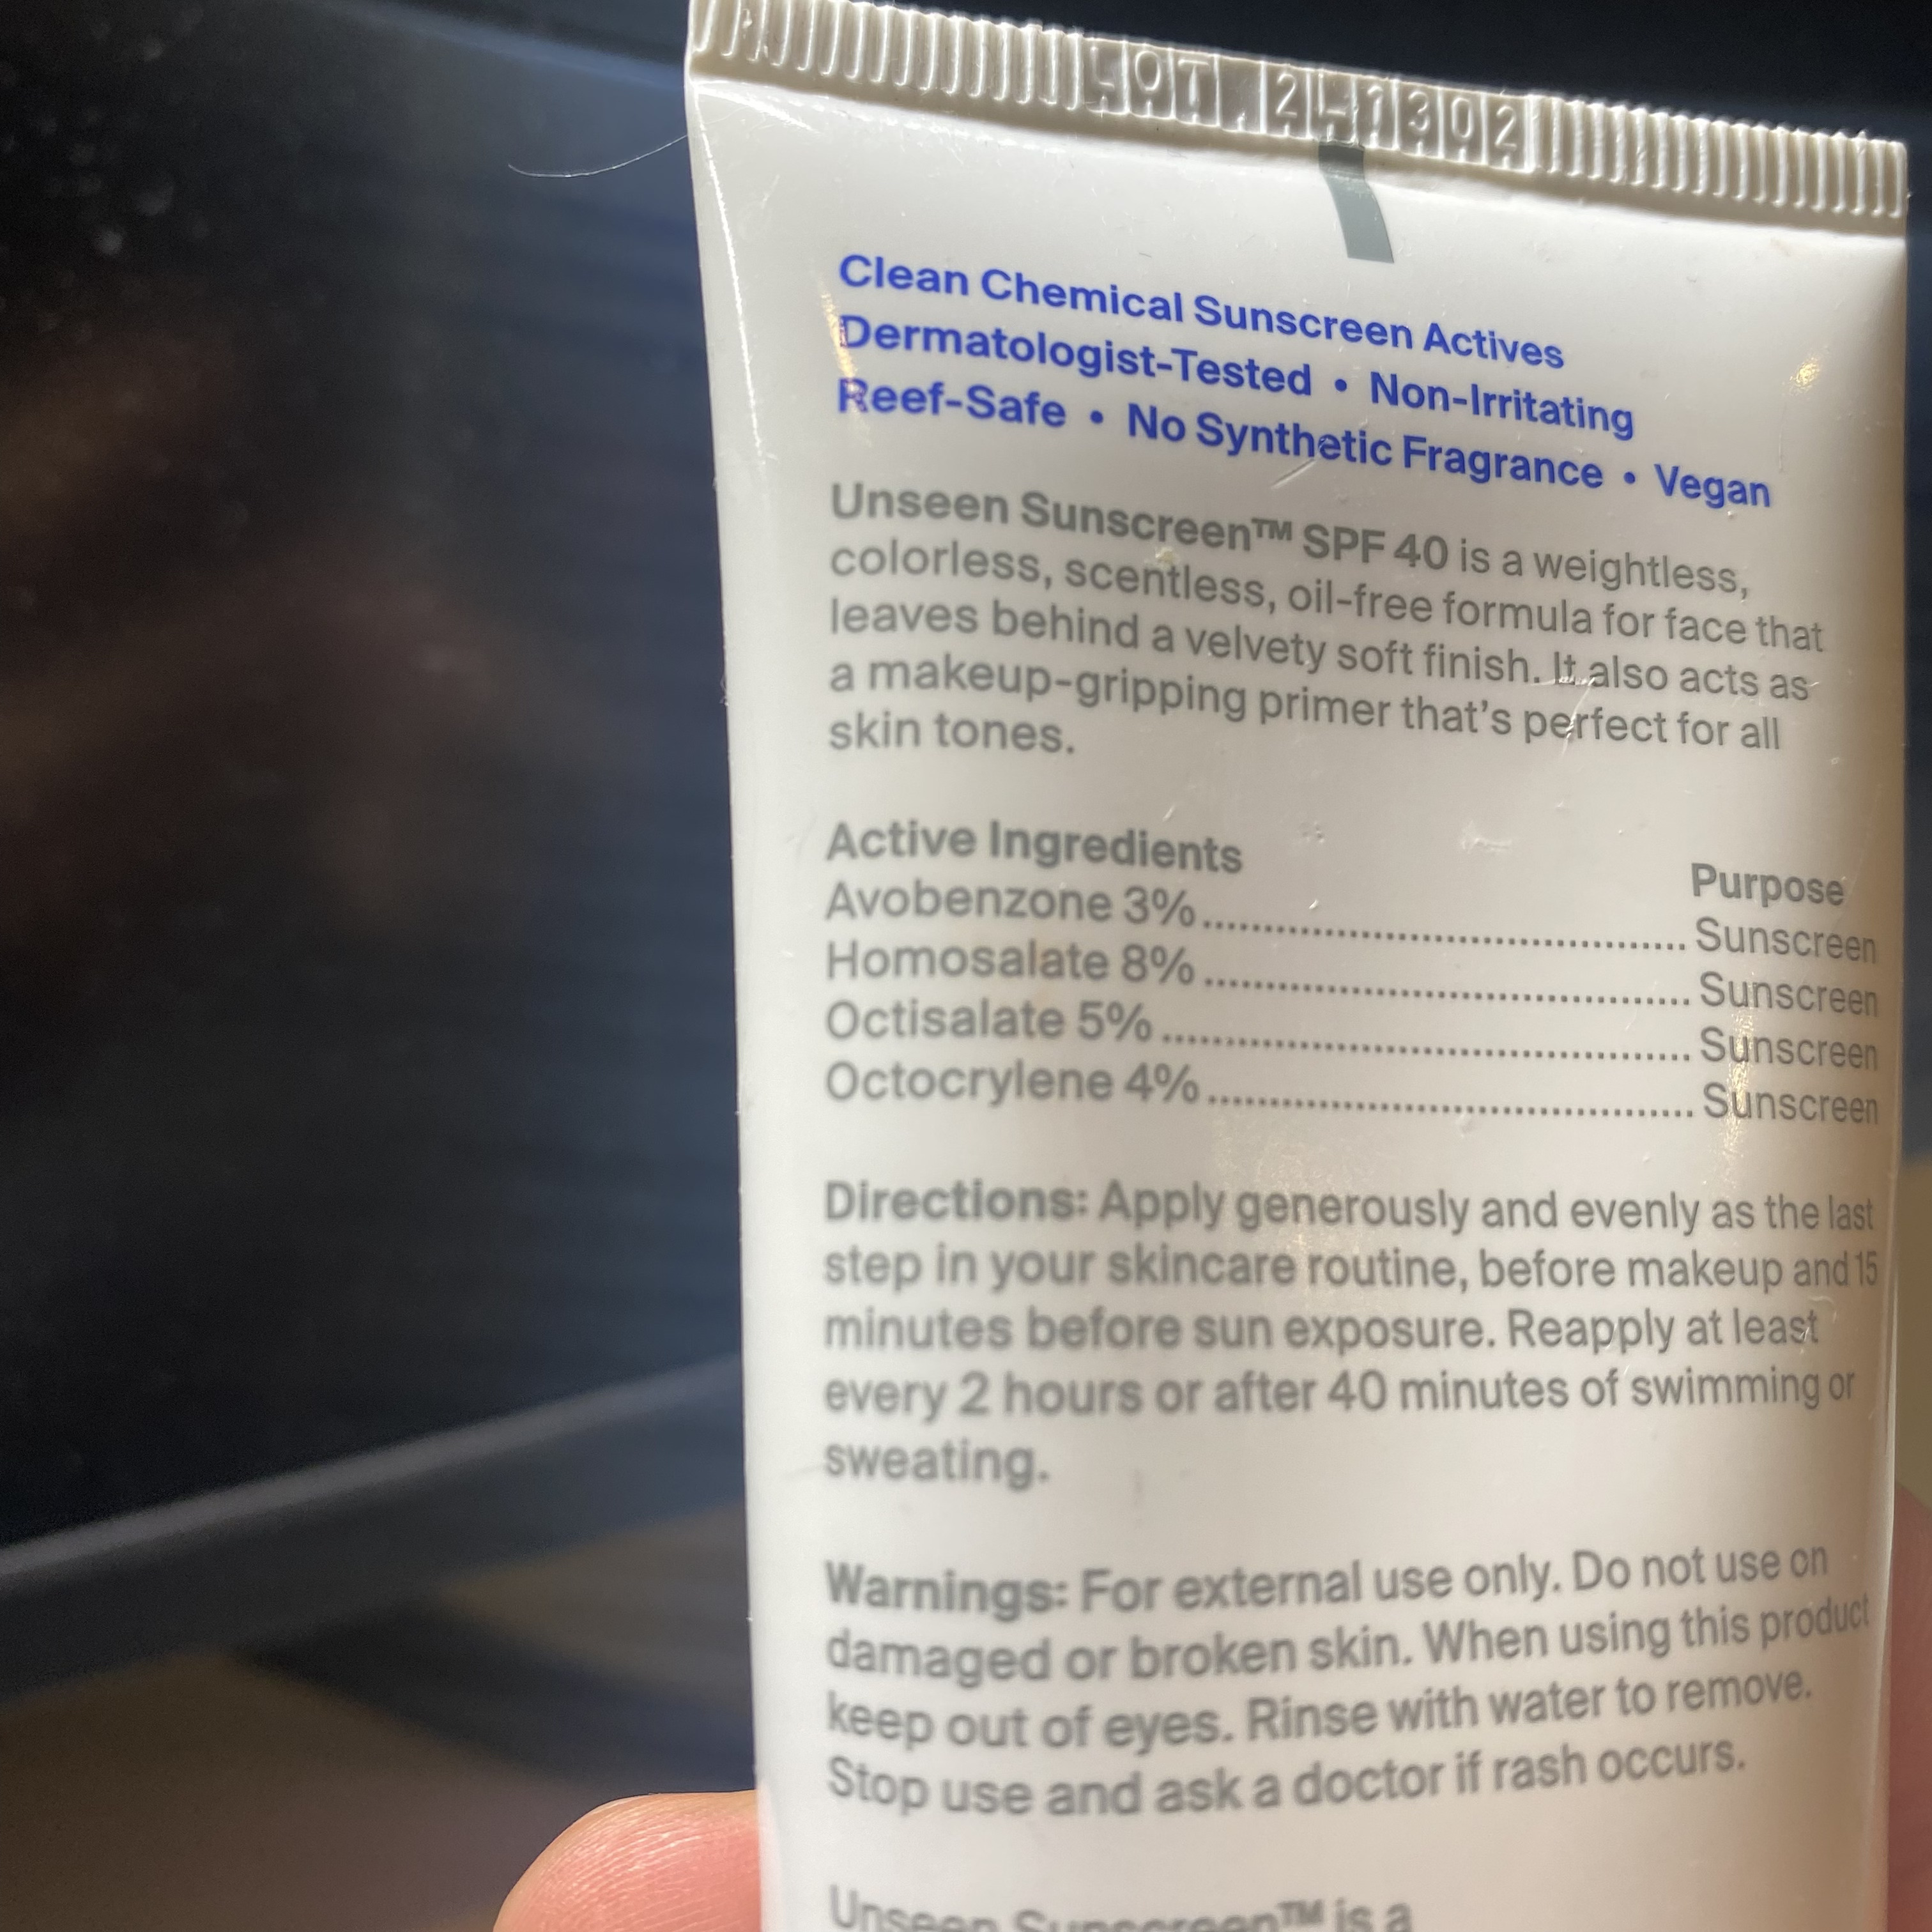 LOT. 241302
Clean Chemical Sunscreen Actives
Dermatologist-Tested • Non-Irritating
Reef-Safe • No Synthetic Fragrance • Vegan
Unseen Sunscreen™ SPF 40 is a weightless,
colorless, scentless, oil-free formula for face that
leaves behind a velvety soft finish. It also acts as
a makeup-gripping primer that's perfect for all
skin tones.
Active Ingredients Purpose
Avobenzone 3%........................................Sunscreen
Homosalate 8%........................................Sunscreen
Octisalate 5%...........................................Sunscreen
Octocrylene 4%........................................Sunscreen
Directions: Apply generously and evenly as the last
step in your skincare routine, before makeup and 15
minutes before sun exposure. Reapply at least
every 2 hours or after 40 minutes of swimming or
sweating.
Warnings: For external use only. Do not use on
damaged or broken skin. When using this product
keep out of eyes. Rinse with water to remove.
Stop use and ask a doctor if rash occurs.
Unseen Sunscreen™ is a